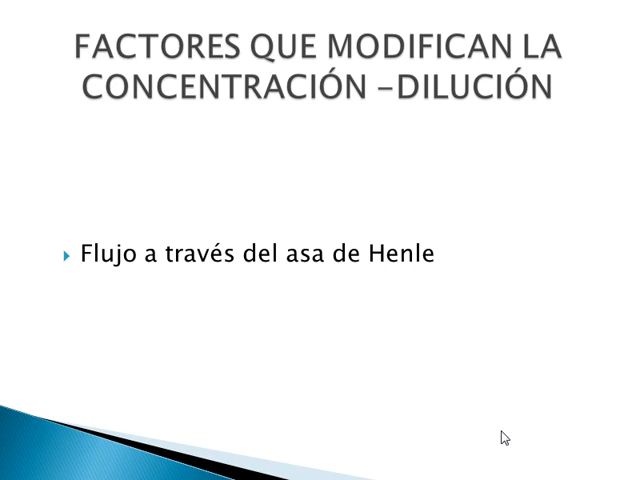 FACTORES QUE MODIFICAN LA
CONCENTRACIÓN -DILUCIÓN
Flujo a través del asa de Henle